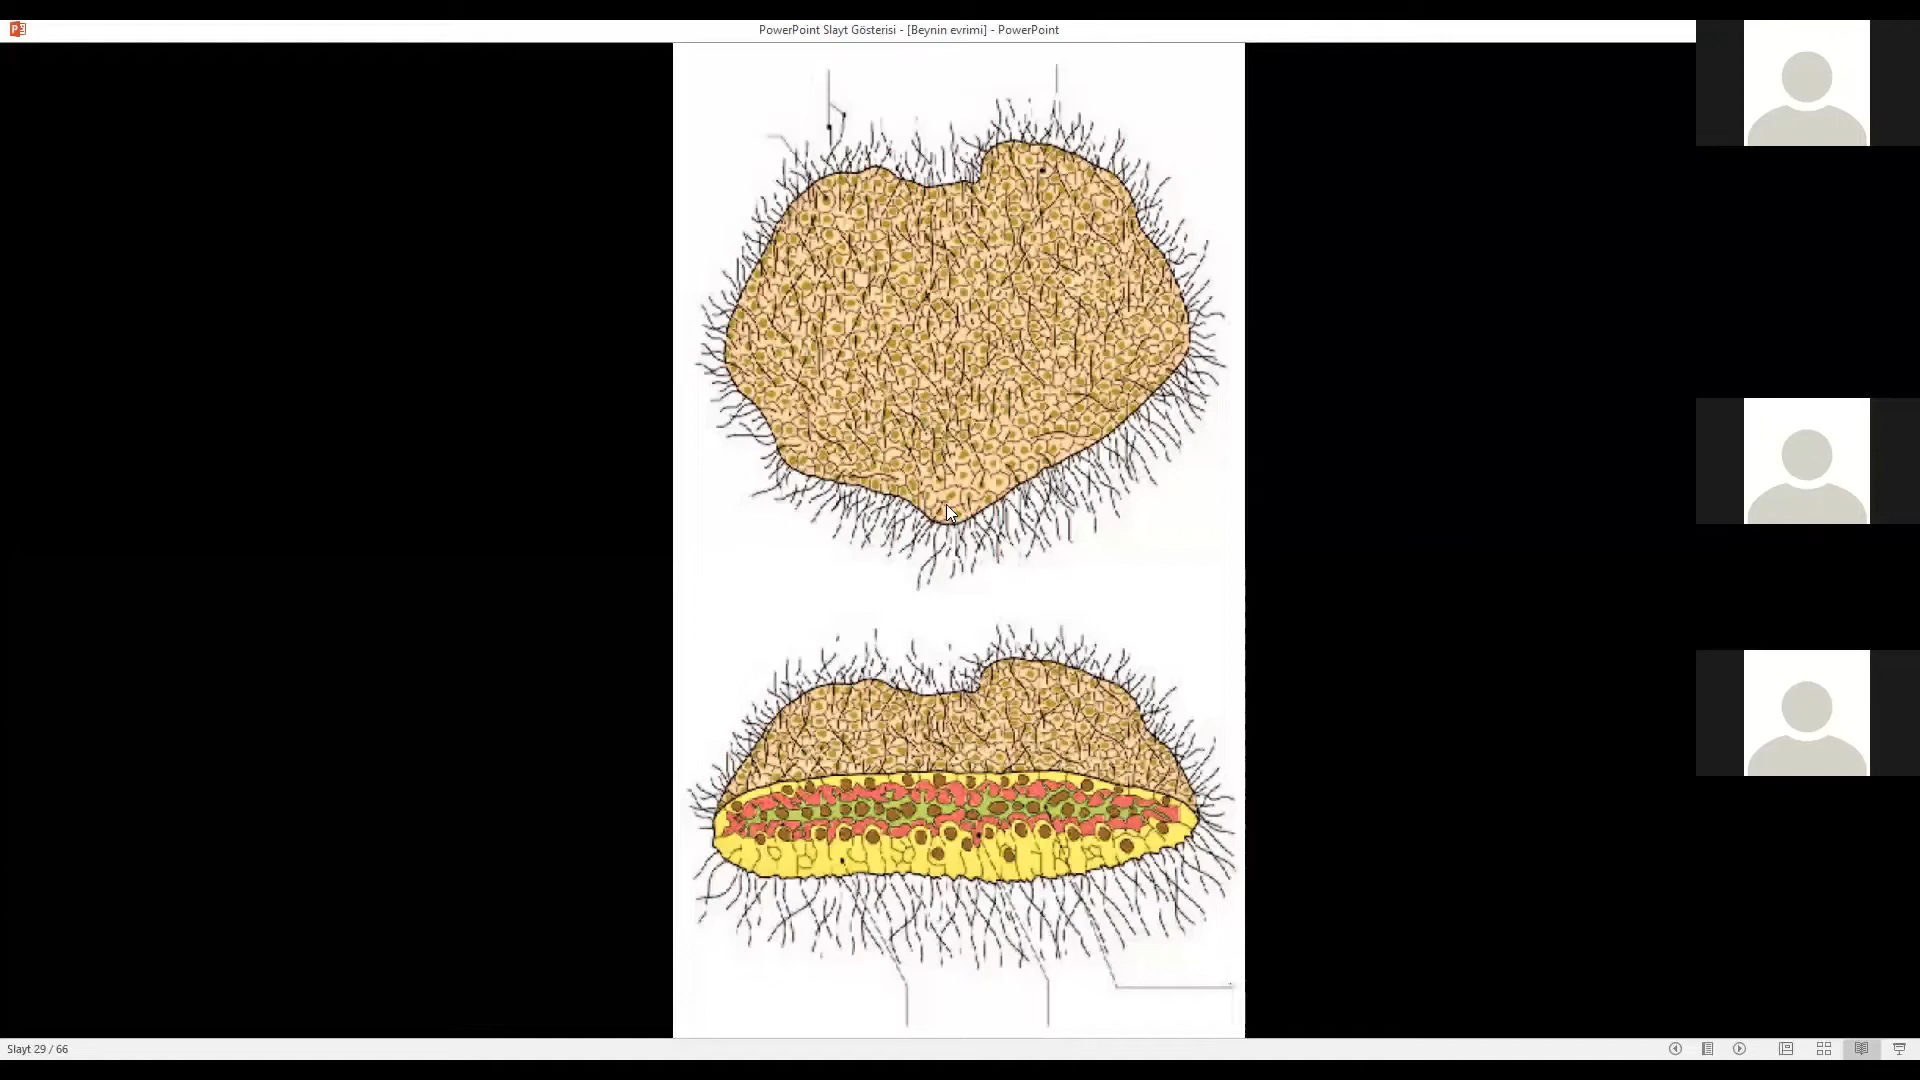 PowerPoint Slayt Gösterisi - [Beynin evrimi] - PowerPoint
Slayt 29 / 66